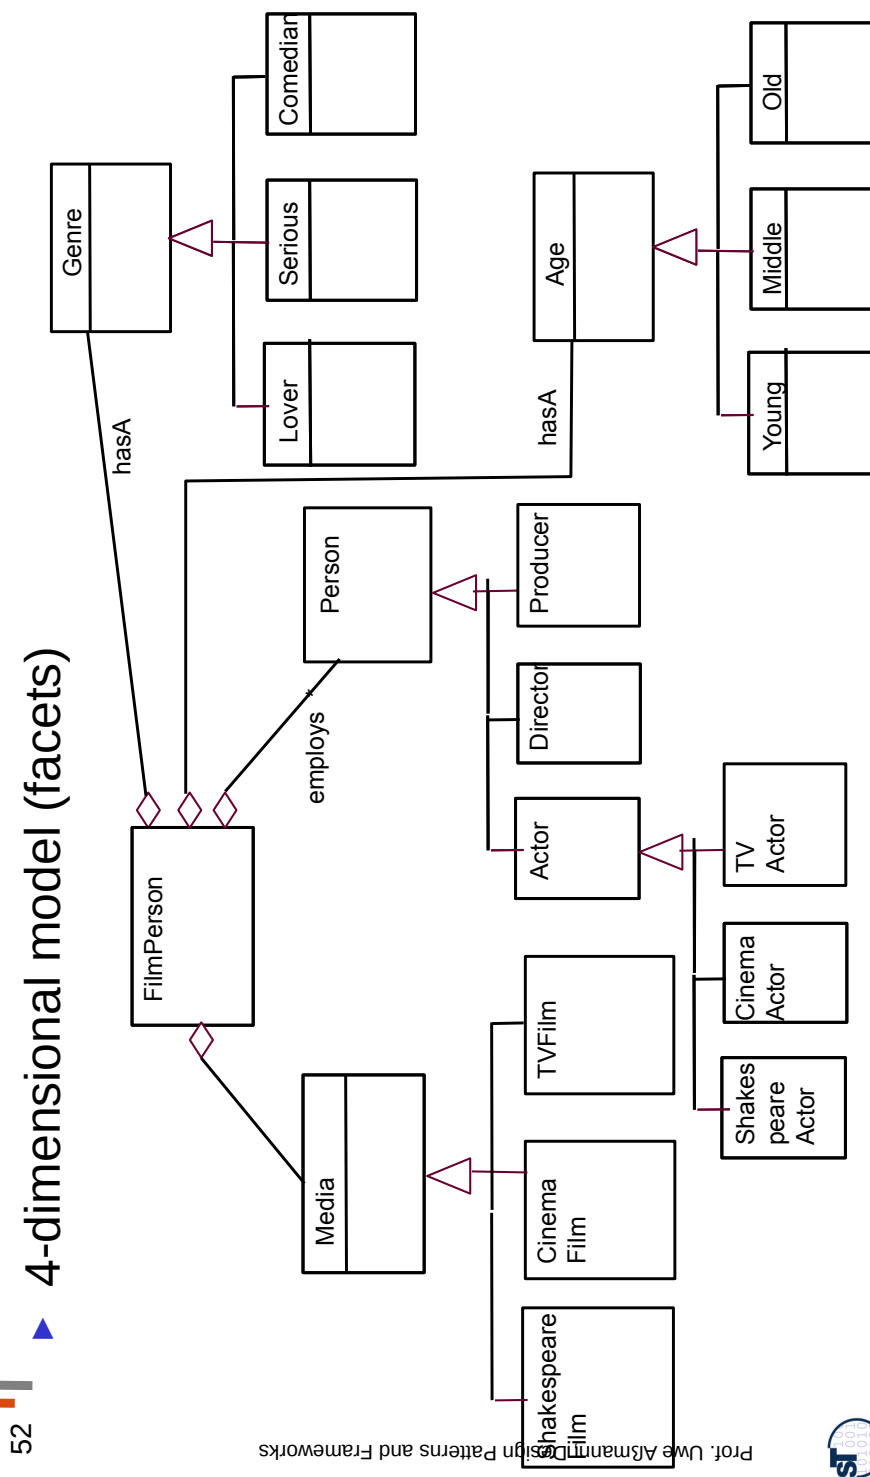 52
► 4-dimensional model (facets)
Genre
Comedian
Serious
Lover
hasA
Age
Old
Middle
Young
hasA
FilmPerson
employs
*
Person
Producer
Director
Actor
TV
Actor
Cinema
Actor
Shakes
peare
Actor
Media
TVFilm
Cinema
Film
Shakespeare
Film
Prof. Uwe Aßmann, Design Patterns and Frameworks
ST